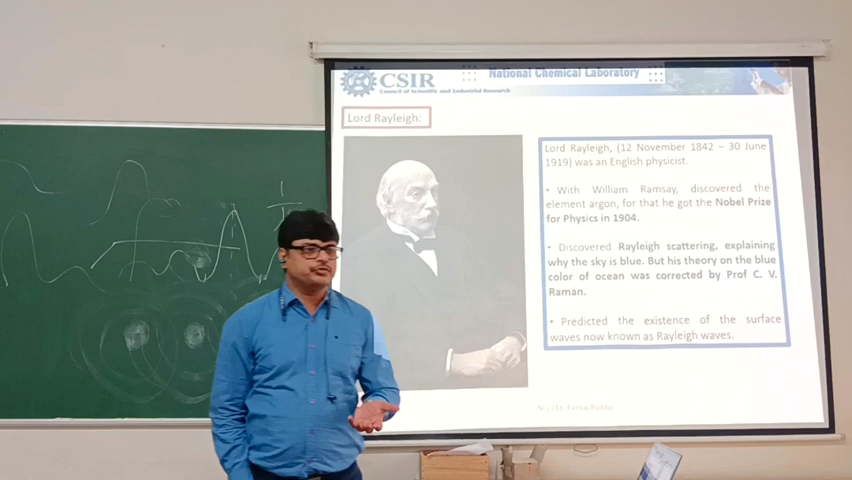 CSIR
Council of Scientific and Industrial Research
National Chemical Laboratory
Lord Rayleigh:
Lord Rayleigh, (12 November 1842 – 30 June
1919) was an English physicist.
• With William Ramsay, discovered the
element argon, for that he got the Nobel Prize
for Physics in 1904.
• Discovered Rayleigh scattering, explaining
why the sky is blue. But his theory on the blue
color of ocean was corrected by Prof C. V.
Raman.
• Predicted the existence of the surface
waves now known as Rayleigh waves.